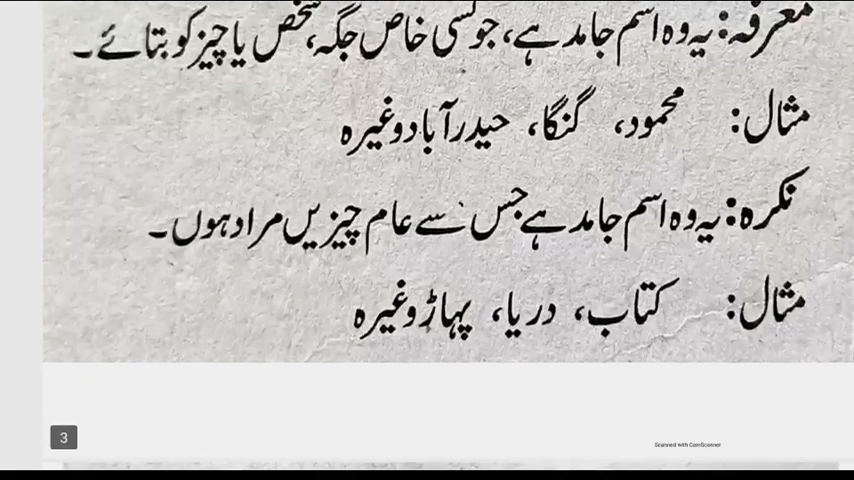 معرفہ: یہ وہ اسم جامد ہے، جو کسی خاص جگہ، شخص یا چیز کو بتائے۔
مثال: محمود، گنگا، حیدرآباد وغیرہ
نکرہ: یہ وہ اسم جامد ہے جس سے عام چیزیں مراد ہوں۔
مثال: کتاب، دریا، پہاڑ وغیرہ
3
Scanned with CamScanner